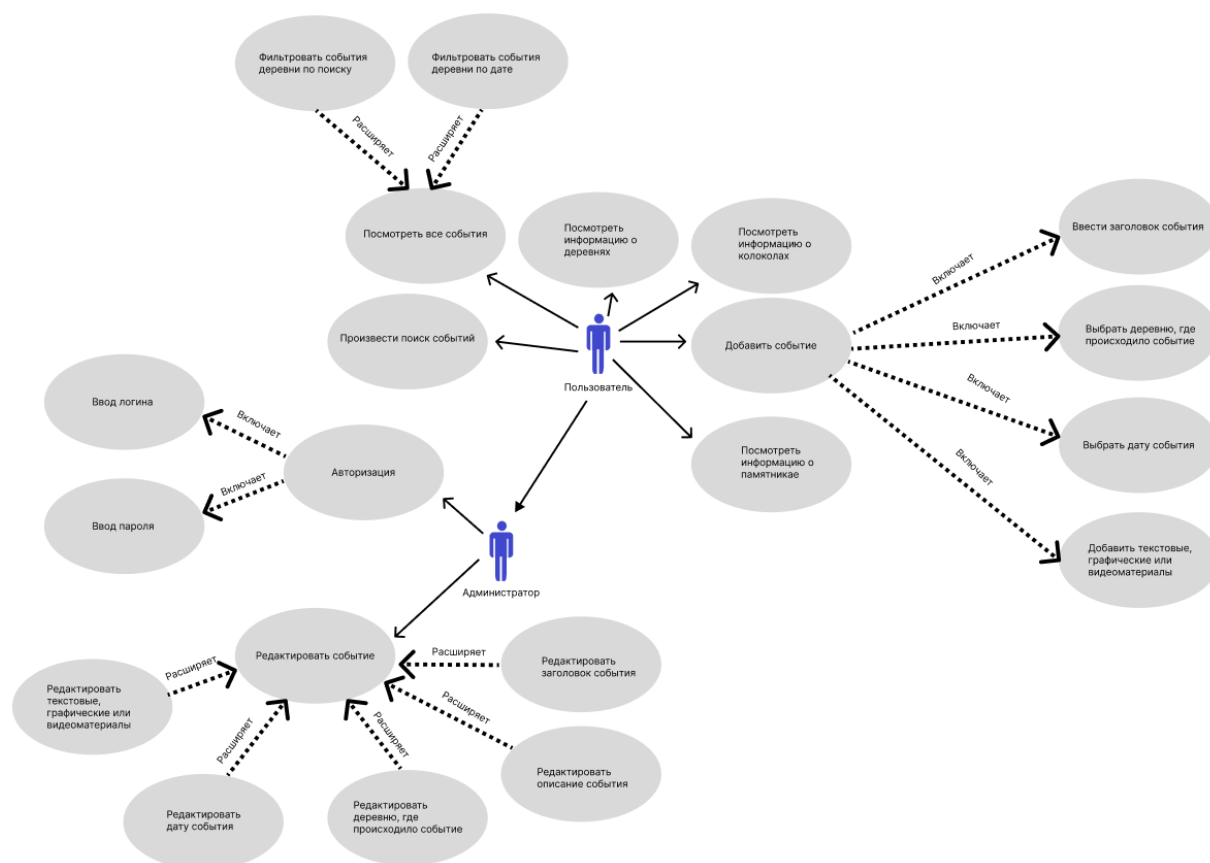 Фильтровать события
деревни по поиску
Фильтровать события
деревни по дате
Расширяет
Расширяет
Посмотреть все события
Посмотреть
информацию о
деревнях
Посмотреть
информацию о
колоколах
Ввести заголовок события
Включает
Произвести поиск событий
Пользователь
Добавить событие
Включает
Выбрать деревню, где
происходило событие
Включает
Выбрать дату события
Включает
Добавить текстовые,
графические или
видеоматериалы
Посмотреть
информацию о
памятникае
Ввод логина
Включает
Авторизация
Включает
Ввод пароля
Администратор
Редактировать событие
Расширяет
Редактировать
заголовок события
Расширяет
Редактировать
текстовые,
графические или
видеоматериалы
Расширяет
Расширяет
Расширяет
Редактировать
описание события
Редактировать
дату события
Редактировать
деревню, где
происходило событие